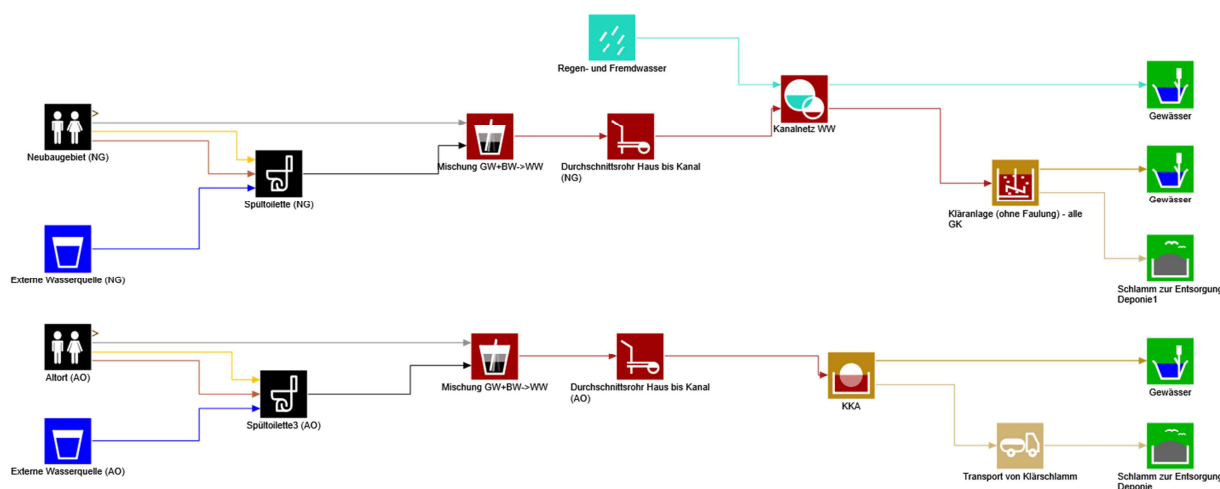 Regen- und Fremdwasser
Kanalnetz WW
Gewässer
Neubaugebiet (NG)
Mischung GW+BW->WW
Durchschnittsrohr Haus bis Kanal
(NG)
Spültoilette (NG)
Kläranlage (ohne Faulung) - alle
GK
Gewässer
Externe Wasserquelle (NG)
Schlamm zur Entsorgung
Deponie1
Altort (AO)
Mischung GW+BW->WW
Durchschnittsrohr Haus bis Kanal
(AO)
Gewässer
KKA
Spültoilette3 (AO)
Externe Wasserquelle (AO)
Transport von Klärschlamm
Schlamm zur Entsorgung
Deponie